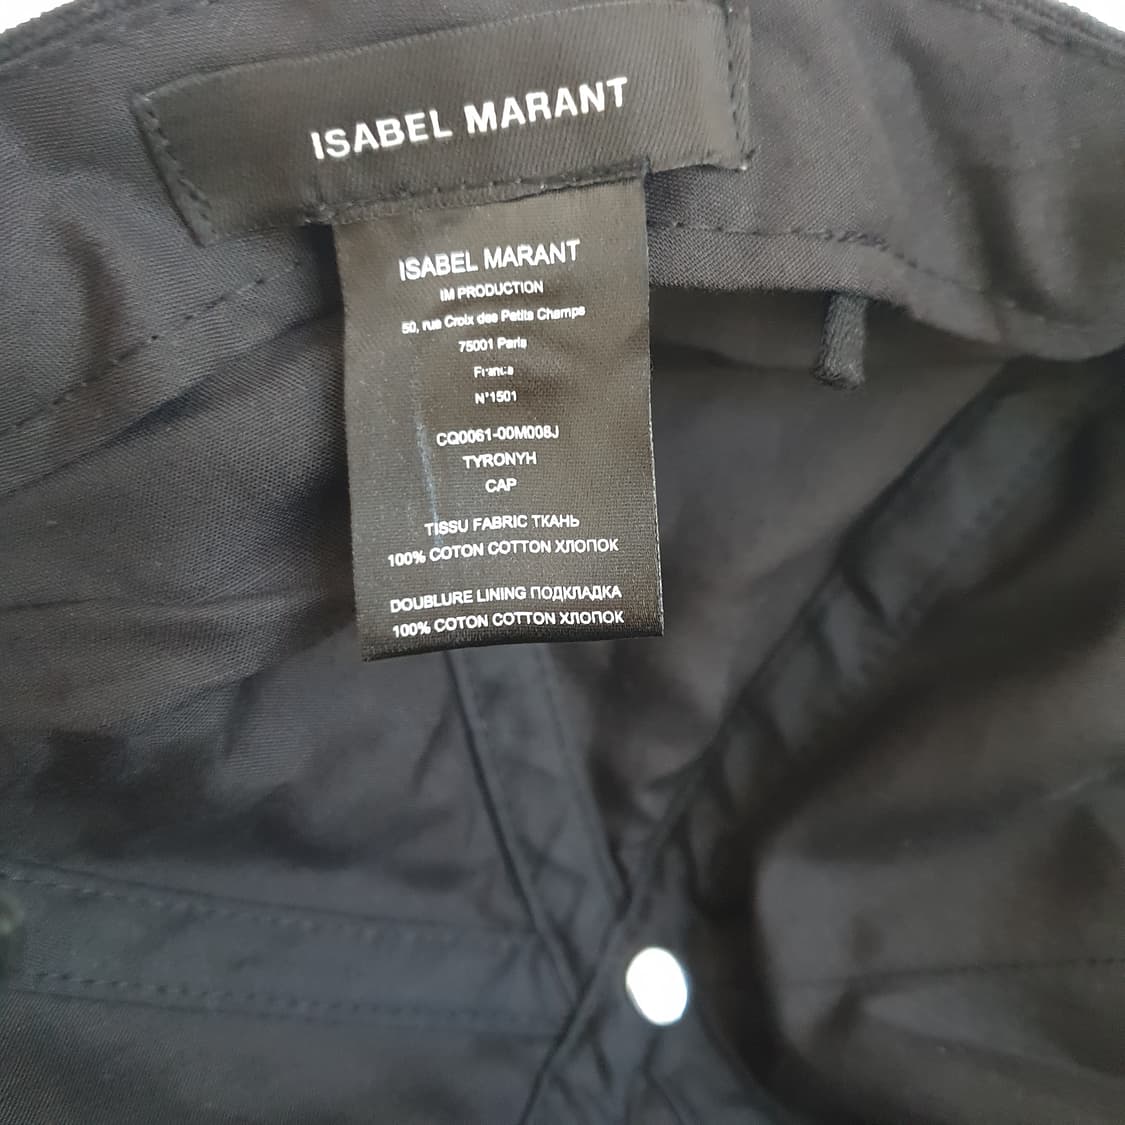 ISABEL MARANT
ISABEL MARANT
IM PRODUCTION
50, rue Croix des Petits Champs
75001 Paris
France
N°1501
CQ0061-00M008J
TYRONYH
CAP
TISSU FABRIC ТКАНЬ
100% COTON COTTON ХЛОПОК
DOUBLURE LINING ПОДКЛАДКА
100% COTON COTTON ХЛОПОК